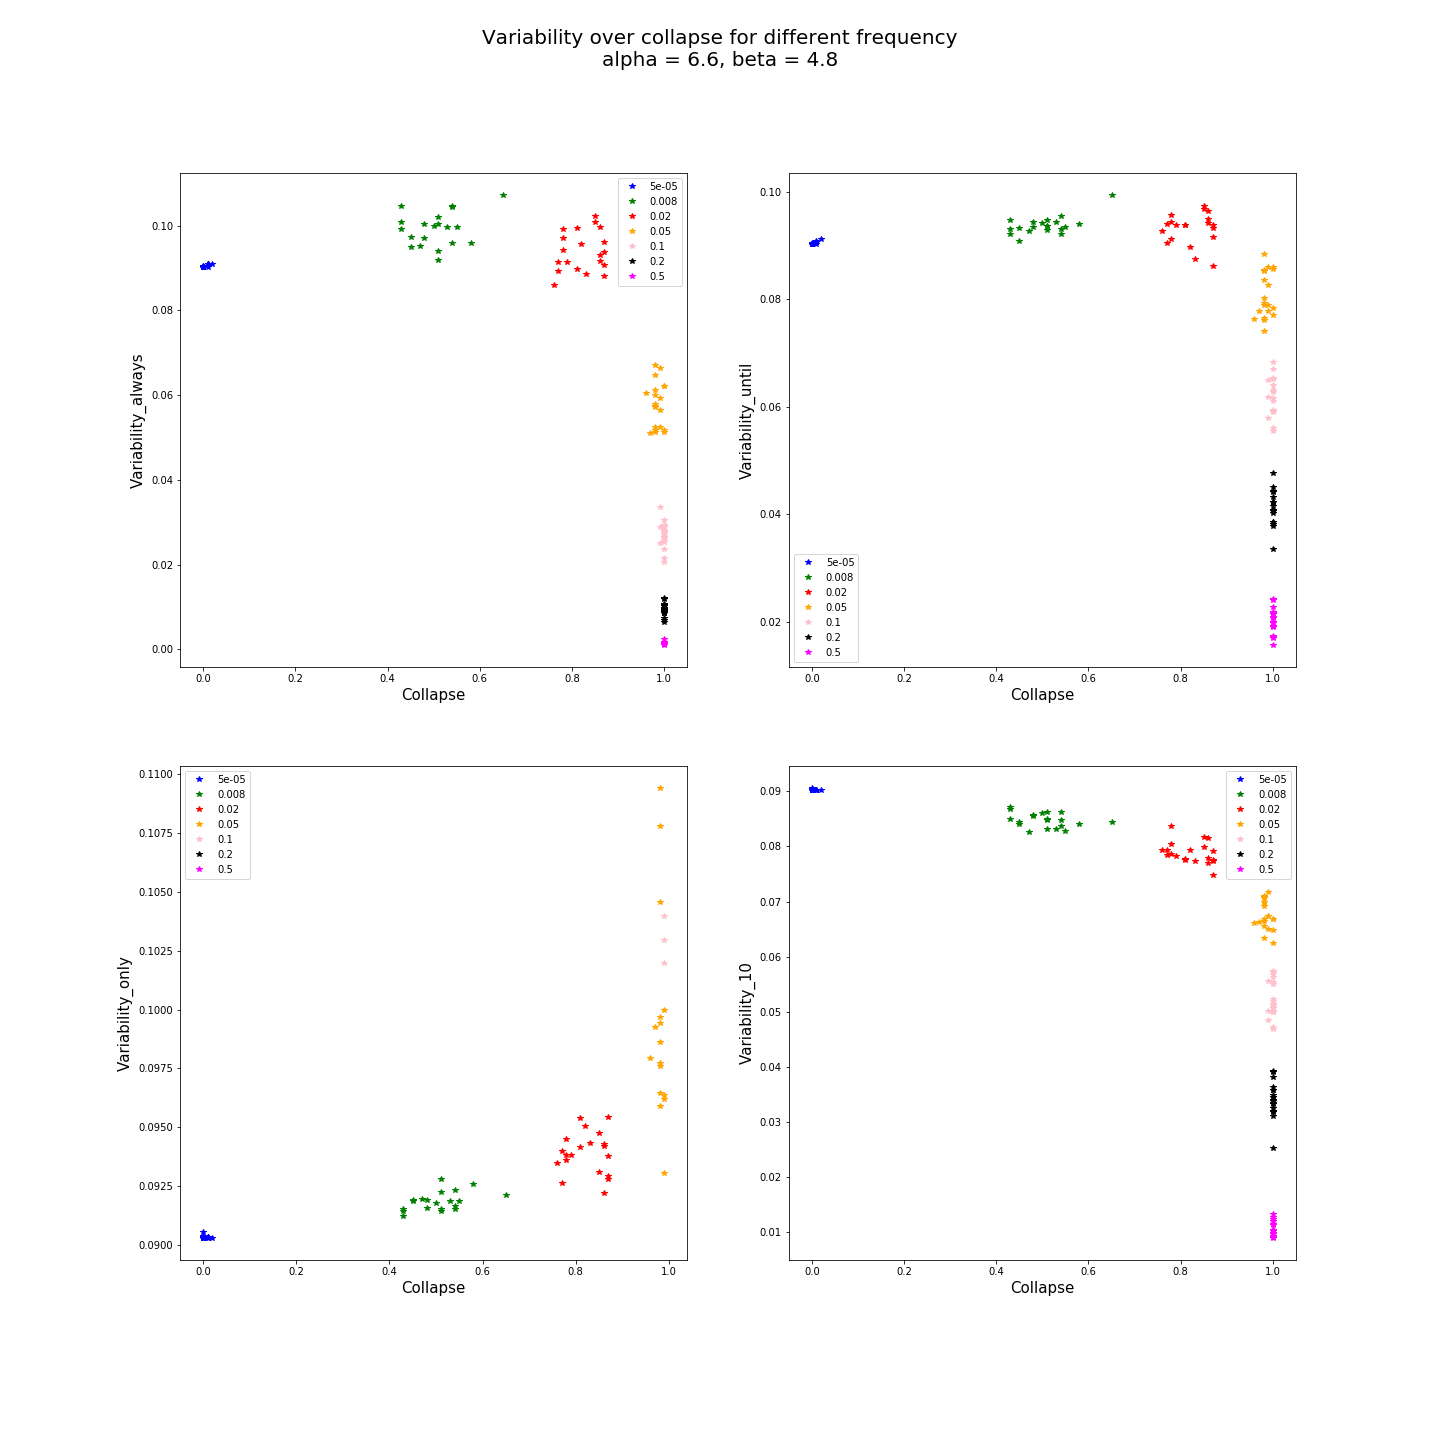 Variability over collapse for different frequency
alpha = 6.6, beta = 4.8
5e-05
0.008
0.02
0.05
0.1
0.2
0.5
0.10
0.08
0.06
0.04
0.02
0.00
Variability_always
0.0 0.2 0.4 0.6 0.8 1.0
Collapse
0.10
0.08
0.06
0.04
0.02
Variability_until
5e-05
0.008
0.02
0.05
0.1
0.2
0.5
0.0 0.2 0.4 0.6 0.8 1.0
Collapse
5e-05
0.008
0.02
0.05
0.1
0.2
0.5
0.1100
0.1075
0.1050
0.1025
0.1000
0.0975
0.0950
0.0925
0.0900
Variability_only
0.0 0.2 0.4 0.6 0.8 1.0
Collapse
5e-05
0.008
0.02
0.05
0.1
0.2
0.5
0.09
0.08
0.07
0.06
0.05
0.04
0.03
0.02
0.01
Variability_10
0.0 0.2 0.4 0.6 0.8 1.0
Collapse